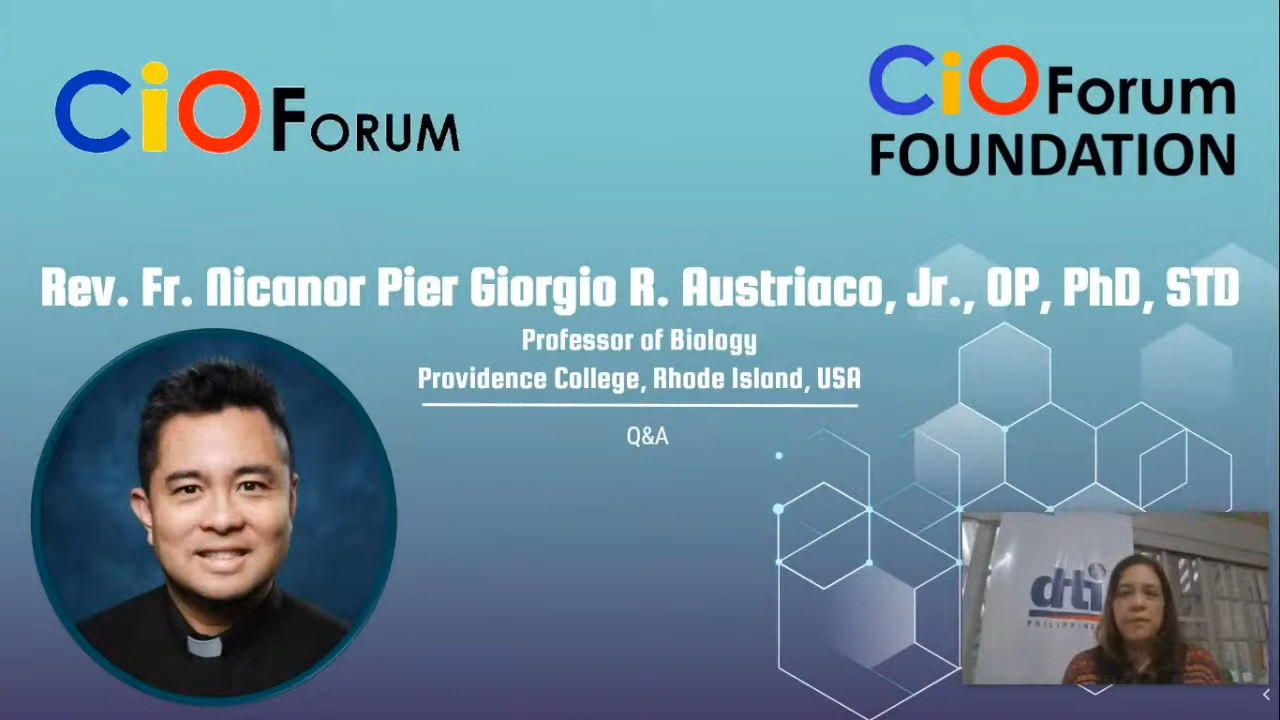 CiO FORUM
CiO Forum
FOUNDATION
Rev. Fr. Nicanor Pier Giorgio R. Austriaco, Jr., OP, PhD, STD
Professor of Biology
Providence College, Rhode Island, USA
Q&A
dti
PHILIPPINE